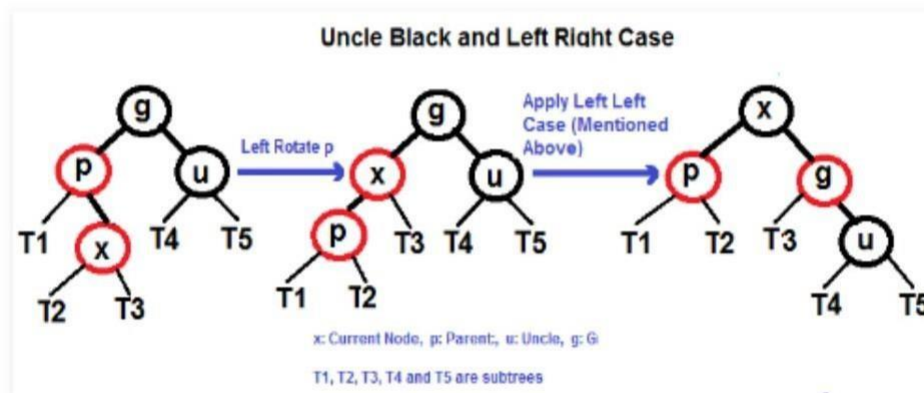 Uncle Black and Left Right Case
g
p
u
T1
x
T4
T5
T2
T3
Left Rotate p
g
x
u
p
T3
T4
T5
T1
T2
Apply Left Left
Case (Mentioned
Above)
x
p
g
T1
T2
T3
u
T4
T5
x: Current Node, p: Parent:, u: Uncle, g: G
T1, T2, T3, T4 and T5 are subtrees